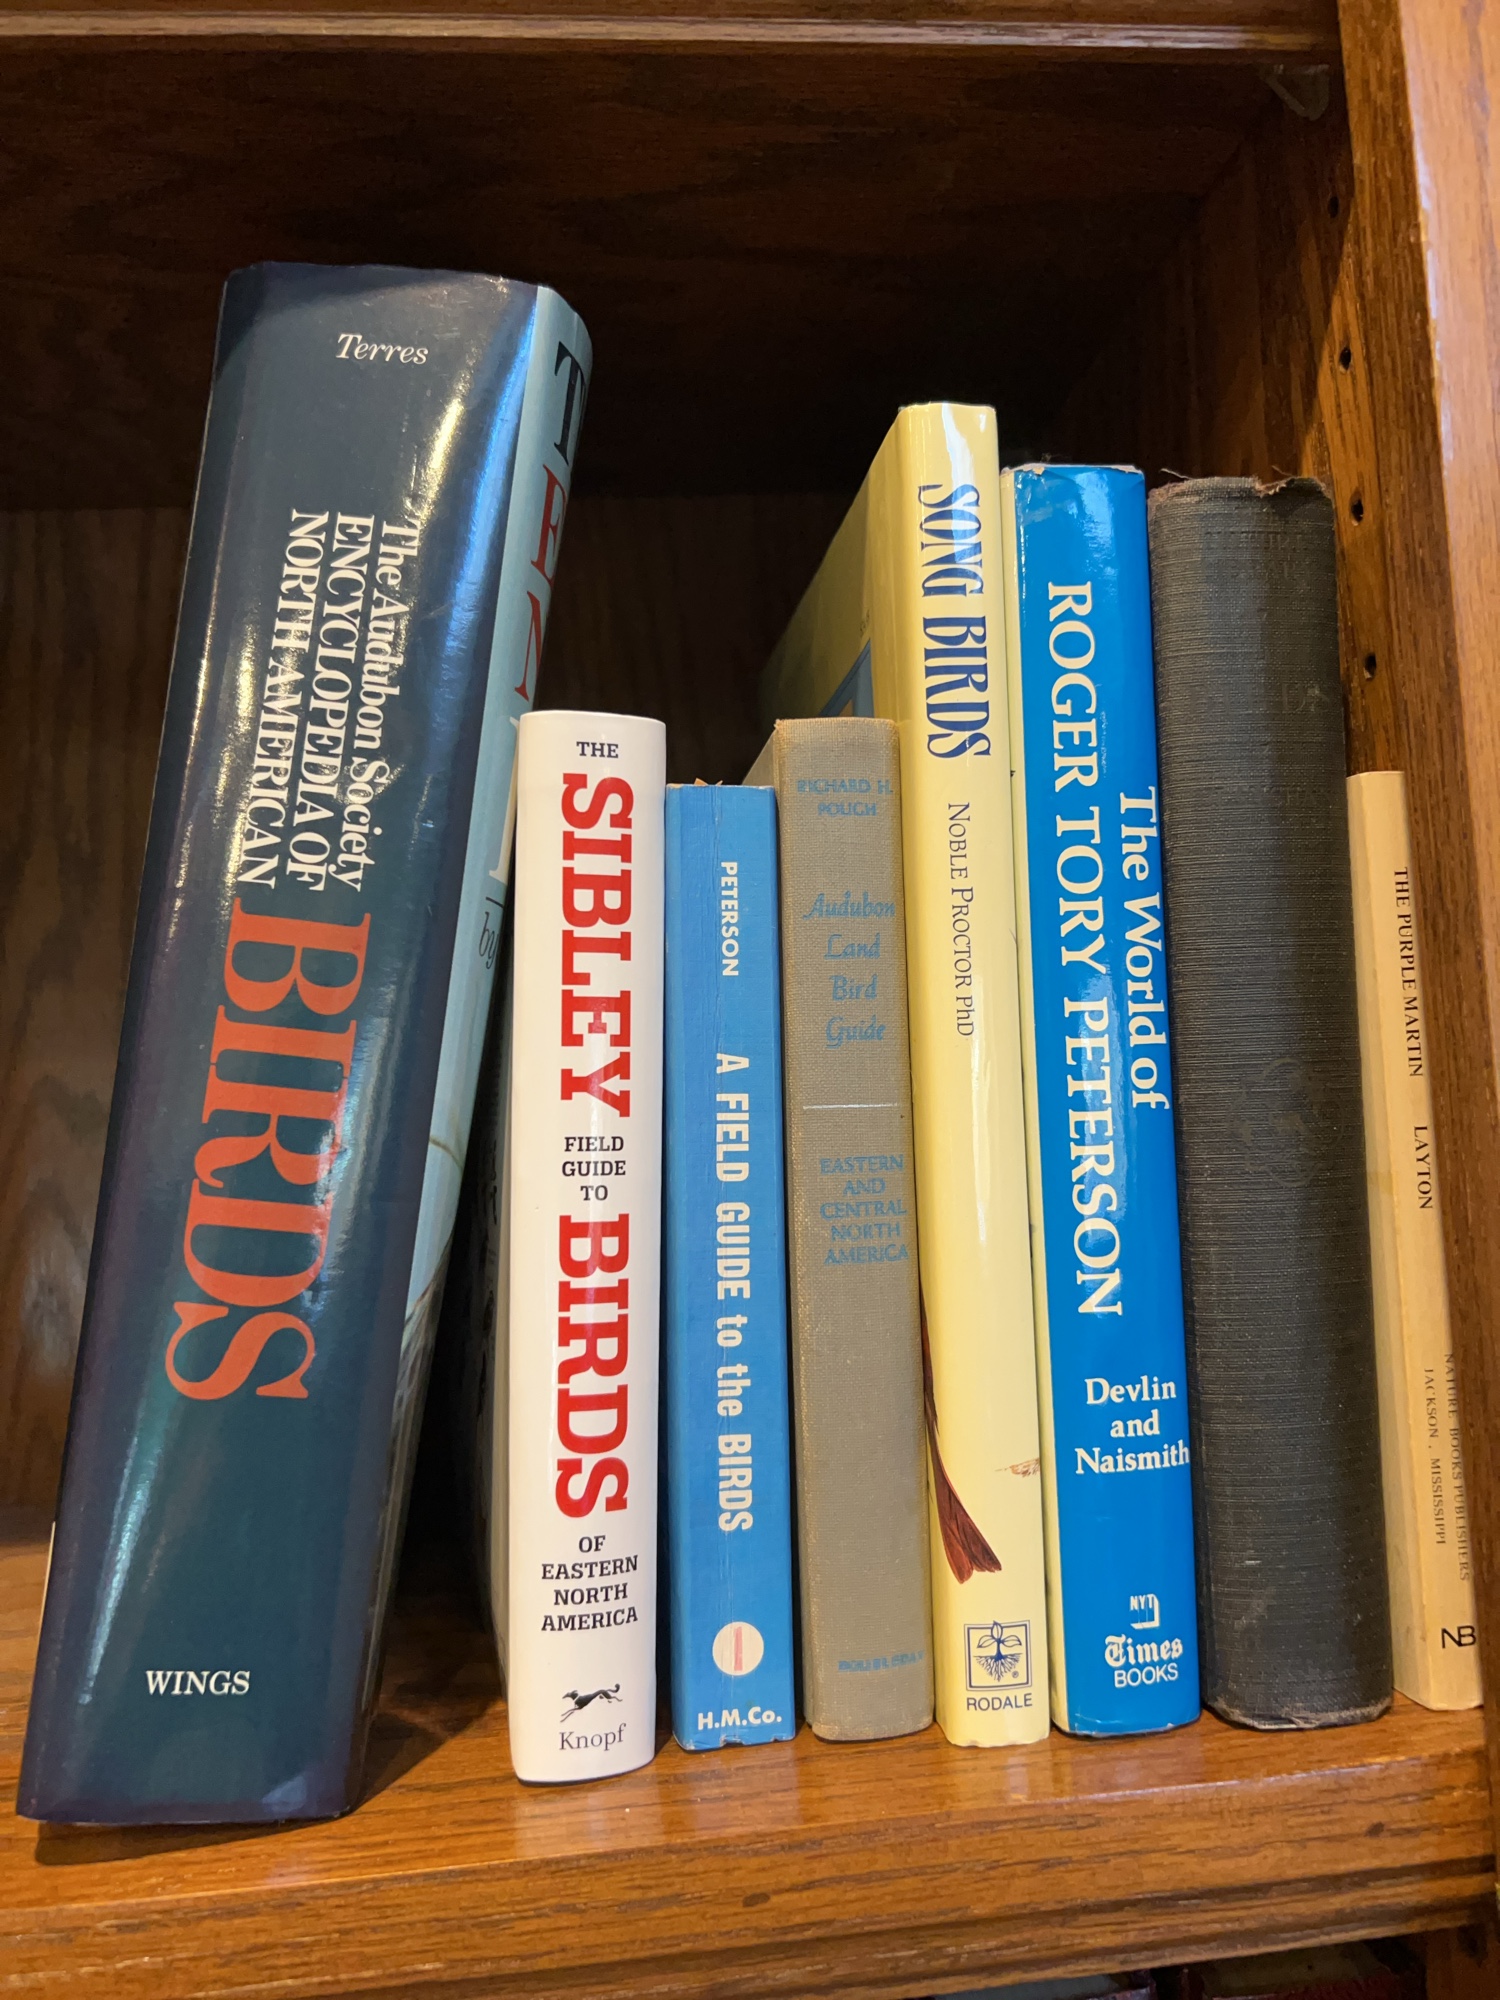 Terres
The Audubon Society
ENCYCLOPEDIA OF
NORTH AMERICAN
BIRDS
WINGS
by
THE
SIBLEY
FIELD
GUIDE
TO
BIRDS
OF
EASTERN
NORTH
AMERICA
Knopf
PETERSON
A FIELD GUIDE to the BIRDS
H.M.Co.
RICHARD H.
POUGH
Audubon
Land
Bird
Guide
EASTERN
AND
CENTRAL
NORTH
AMERICA
DOUBLEDAY
SONG BIRDS
NOBLE PROCTOR PHD
RODALE
The World of
ROGER TORY PETERSON
Devlin
and
Naismith
NYT
Times
BOOKS
THE PURPLE MARTIN
LAYTON
NATURE BOOKS PUBLISHERS
JACKSON . MISSISSIPPI
NB